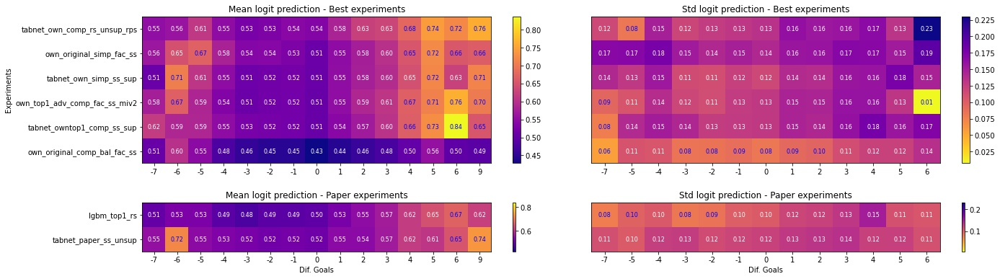 Mean logit prediction - Best experiments
Experiments
tabnet_own_comp_rs_unsup_rps 0.55 0.56 0.61 0.55 0.53 0.53 0.54 0.54 0.58 0.63 0.63 0.68 0.74 0.72 0.76
own_original_simp_fac_ss 0.56 0.65 0.67 0.58 0.54 0.54 0.53 0.51 0.55 0.58 0.60 0.65 0.72 0.66 0.66
tabnet_own_simp_ss_sup 0.51 0.71 0.61 0.55 0.51 0.52 0.52 0.51 0.55 0.58 0.60 0.65 0.72 0.63 0.71
own_top1_adv_comp_fac_ss_miv2 0.58 0.67 0.59 0.54 0.51 0.52 0.52 0.51 0.55 0.59 0.61 0.67 0.71 0.76 0.70
tabnet_owntop1_comp_ss_sup 0.62 0.59 0.59 0.55 0.53 0.52 0.52 0.51 0.54 0.57 0.60 0.66 0.73 0.84 0.65
own_original_comp_bal_fac_ss 0.51 0.60 0.55 0.48 0.46 0.45 0.45 0.43 0.44 0.46 0.48 0.50 0.56 0.50 0.49
-7 -6 -5 -4 -3 -2 -1 0 1 2 3 4 5 6 9
0.80
0.75
0.70
0.65
0.60
0.55
0.50
0.45
Std logit prediction - Best experiments
0.12 0.08 0.15 0.12 0.13 0.13 0.13 0.16 0.16 0.16 0.17 0.13 0.23
0.17 0.17 0.18 0.15 0.14 0.15 0.14 0.16 0.16 0.17 0.17 0.15 0.19
0.14 0.13 0.15 0.11 0.11 0.12 0.12 0.14 0.14 0.16 0.16 0.18 0.15
0.09 0.11 0.14 0.12 0.12 0.13 0.13 0.15 0.15 0.16 0.16 0.13 0.01
0.08 0.14 0.15 0.14 0.13 0.13 0.13 0.15 0.14 0.16 0.18 0.16 0.17
0.06 0.11 0.11 0.08 0.08 0.09 0.08 0.09 0.10 0.11 0.12 0.12 0.14
-7 -5 -4 -3 -2 -1 0 1 2 3 4 5 6
0.225
0.200
0.175
0.150
0.125
0.100
0.075
0.050
0.025
Mean logit prediction - Paper experiments
lgbm_top1_rs 0.51 0.53 0.53 0.49 0.48 0.49 0.49 0.50 0.53 0.55 0.57 0.62 0.65 0.67 0.62
tabnet_paper_ss_unsup 0.55 0.72 0.55 0.53 0.52 0.52 0.52 0.52 0.55 0.54 0.57 0.62 0.61 0.65 0.74
-7 -6 -5 -4 -3 -2 -1 0 1 2 3 4 5 6 9
Dif. Goals
0.8
0.6
Std logit prediction - Paper experiments
0.08 0.10 0.10 0.08 0.09 0.10 0.10 0.12 0.12 0.13 0.15 0.11 0.11
0.11 0.10 0.12 0.13 0.12 0.12 0.12 0.13 0.13 0.14 0.12 0.12 0.11
-7 -5 -4 -3 -2 -1 0 1 2 3 4 5 6
Dif. Goals
0.2
0.1